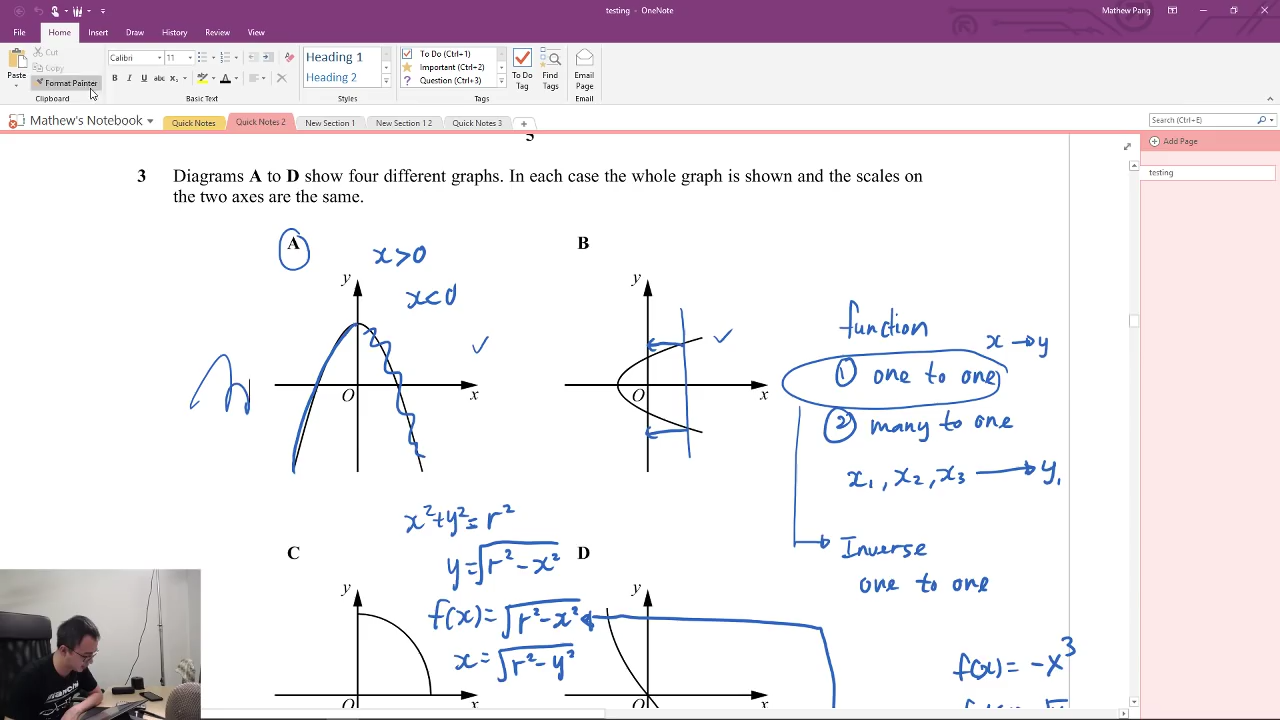 testing - OneNote
Mathew Pang
File Home Insert Draw History Review View
Paste
Cut
Copy
Format Painter
Clipboard
Calibri 11
B I U abc x₂ A
Basic Text
Heading 1
Heading 2
Styles
To Do (Ctrl+1)
Important (Ctrl+2)
Question (Ctrl+3)
Tags
To Do Tag
Find Tags
Email Page
Email
Mathew's Notebook
Quick Notes Quick Notes 2 New Section 1 New Section 1 2 Quick Notes 3 +
Search (Ctrl+E)
Add Page
testing
3 Diagrams A to D show four different graphs. In each case the whole graph is shown and the scales on
the two axes are the same.
A
x>0
x<0
y
O
x
B
y
O
x
function
x → y
① one to one
② many to one
x₁, x₂, x₃ → y₁
Inverse
one to one
x²+y²=r²
y=√r²-x²
f(x)=√r²-x²
x=√r²-y²
C
y
O
x
D
y
O
x
f(x)= -x³